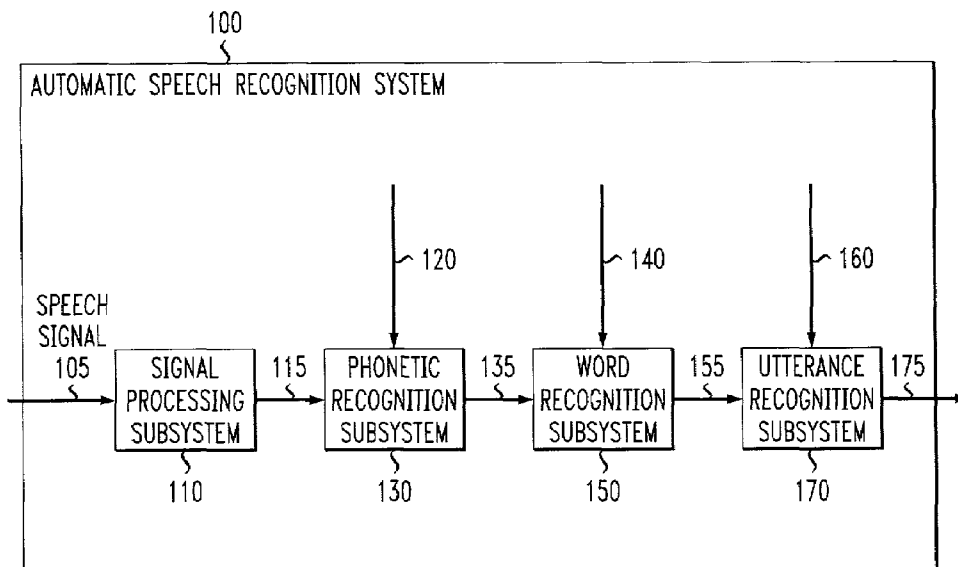 100
AUTOMATIC SPEECH RECOGNITION SYSTEM
120
140
160
SPEECH
SIGNAL
105
SIGNAL
PROCESSING
SUBSYSTEM
110
115
PHONETIC
RECOGNITION
SUBSYSTEM
130
135
WORD
RECOGNITION
SUBSYSTEM
150
155
UTTERANCE
RECOGNITION
SUBSYSTEM
170
175